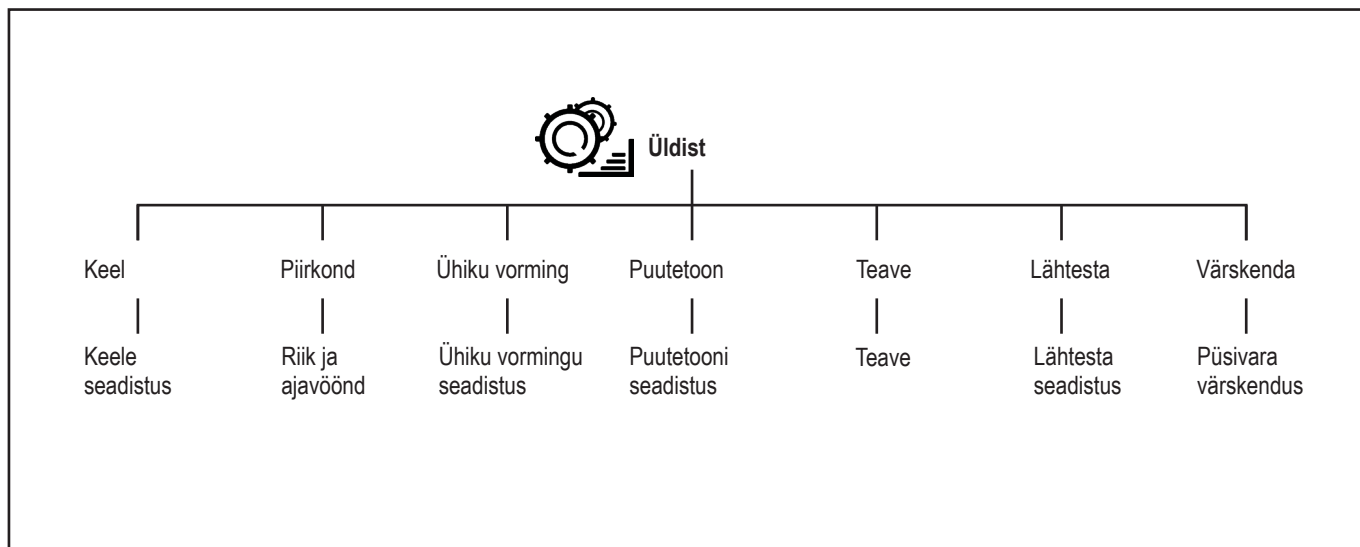 Üldist
Keel
Piirkond
Ühiku vorming
Puutetoon
Teave
Lähtesta
Värskenda
Keele
seadistus
Riik ja
ajavöönd
Ühiku vormingu
seadistus
Puutetooni
seadistus
Teave
Lähtesta
seadistus
Püsivara
värskendus